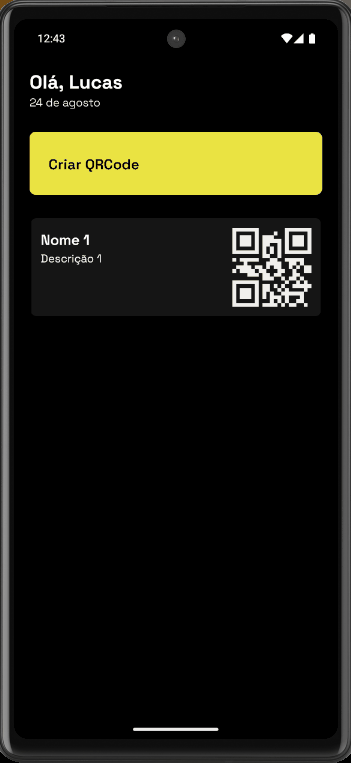 12:43
Olá, Lucas
24 de agosto
Criar QRCode
Nome 1
Descrição 1